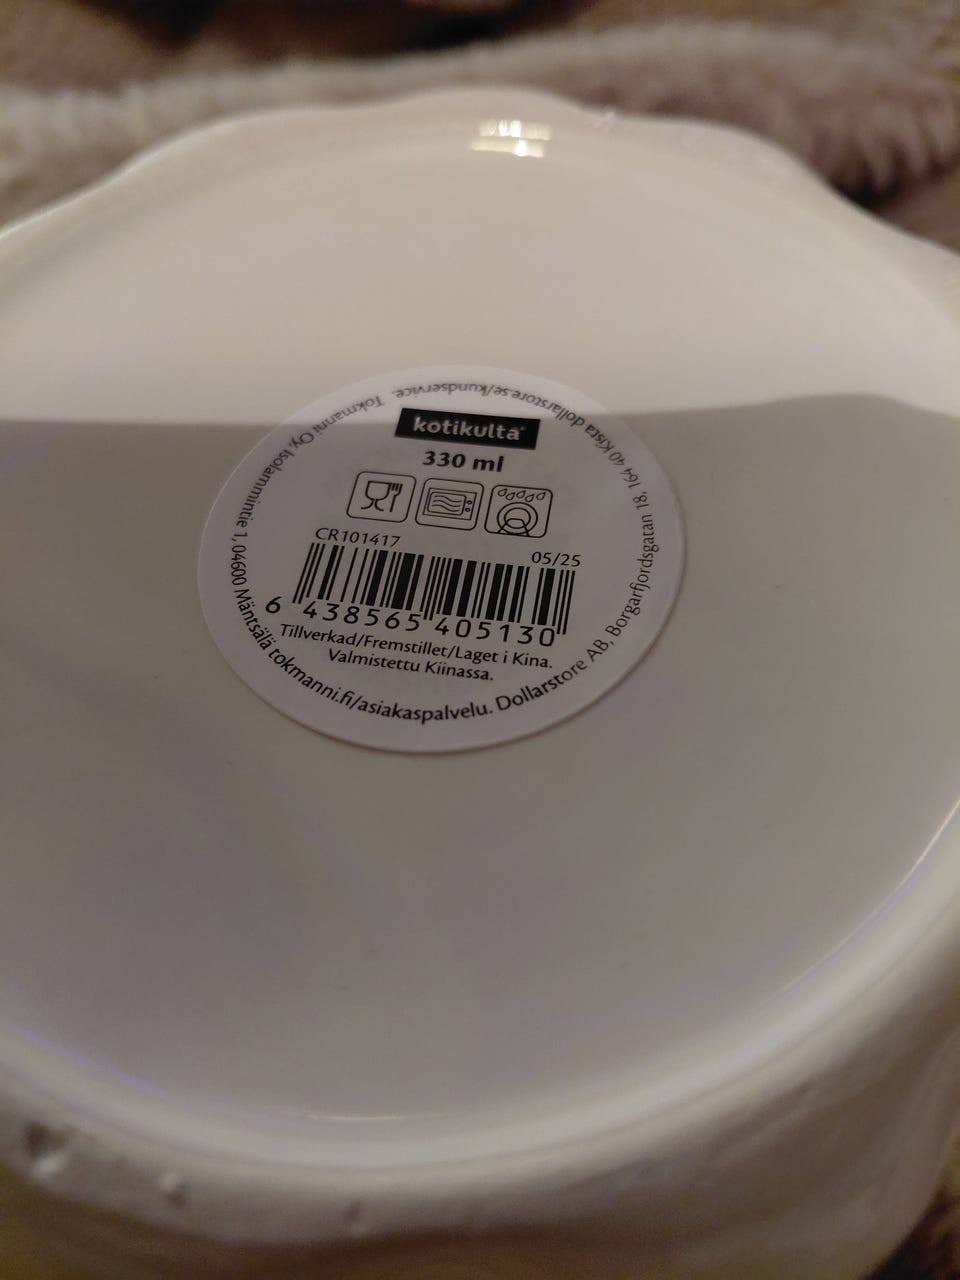 kotikulta
330 ml
CR101417
05/25
6 438565 405130
Tillverkad/Fremstillet/Laget i Kina.
Valmistettu Kiinassa.
Tokmanni Oy, Isolammintie 1, 04600 Mäntsälä tokmanni.fi/asiakaspalvelu. Dollarstore AB, Borgarfjordsgatan 18, 164 40 Kista dollarstore.se/kundservice.